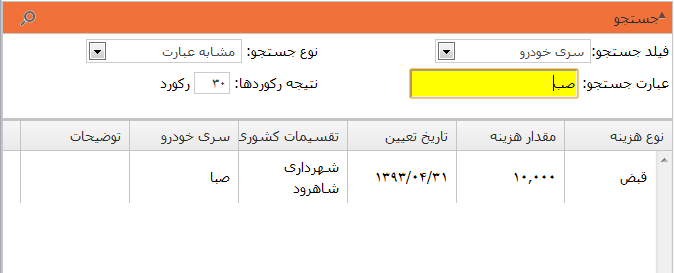 جستجو
فیلد جستجو: سری خودرو نوع جستجو: مشابه عبارت
عبارت جستجو: صبا نتیجه رکوردها: ۳۰ رکورد
نوع هزینه مقدار هزینه تاریخ تعیین تقسیمات کشوری سری خودرو توضیحات
قبض ۱۰,۰۰۰ ۱۳۹۳/۰۴/۳۱ شهرداری صبا
شاهرود